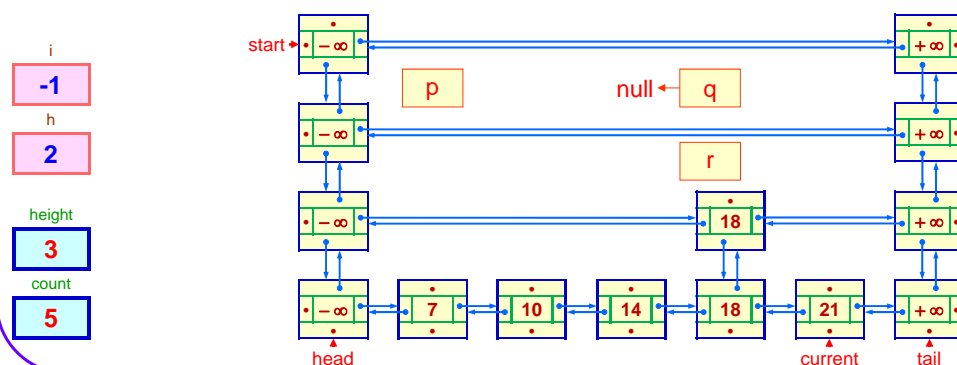 i
-1
h
2
height
3
count
5
start
− ∞
+ ∞
p
null
q
− ∞
+ ∞
r
− ∞
18
+ ∞
− ∞
7
10
14
18
21
+ ∞
head
current
tail